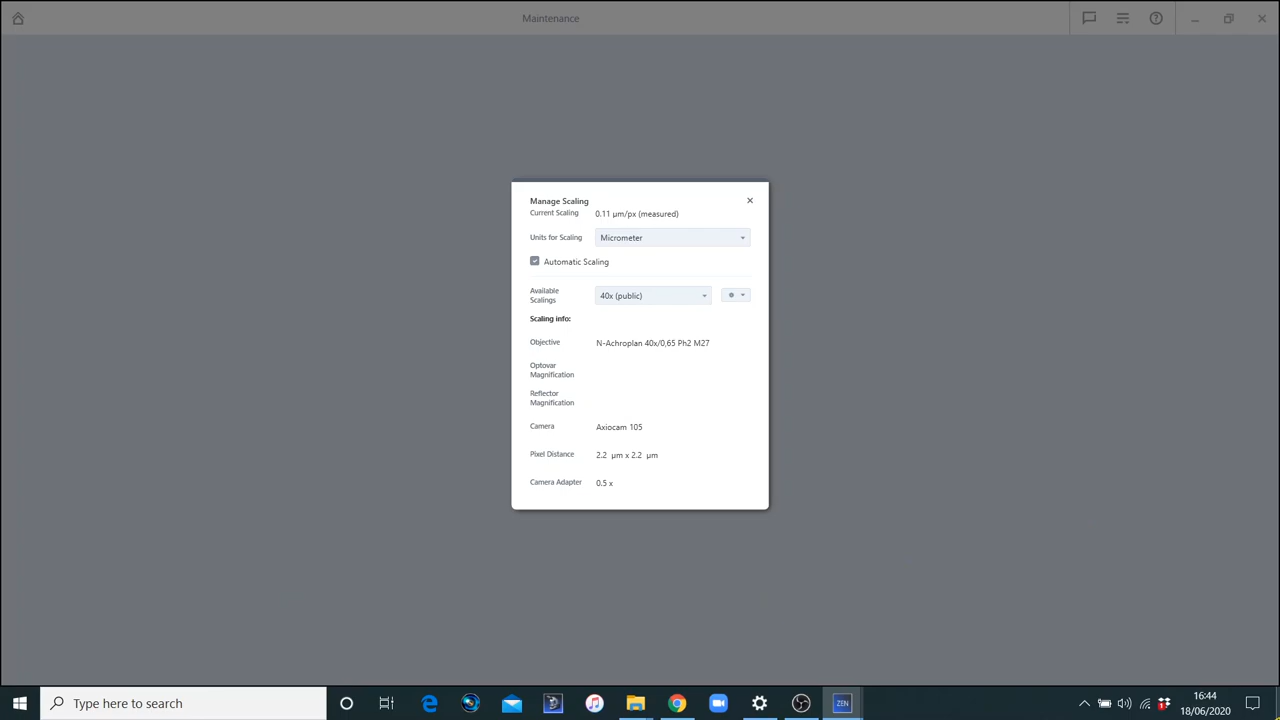 Maintenance
Manage Scaling
Current Scaling 0.11 µm/px (measured)
Units for Scaling Micrometer
Automatic Scaling
Available Scalings 40x (public)
Scaling info:
Objective N-Achroplan 40x/0,65 Ph2 M27
Optovar
Magnification
Reflector
Magnification
Camera Axiocam 105
Pixel Distance 2.2 µm x 2.2 µm
Camera Adapter 0.5 x
Type here to search
ZEN
16:44
18/06/2020